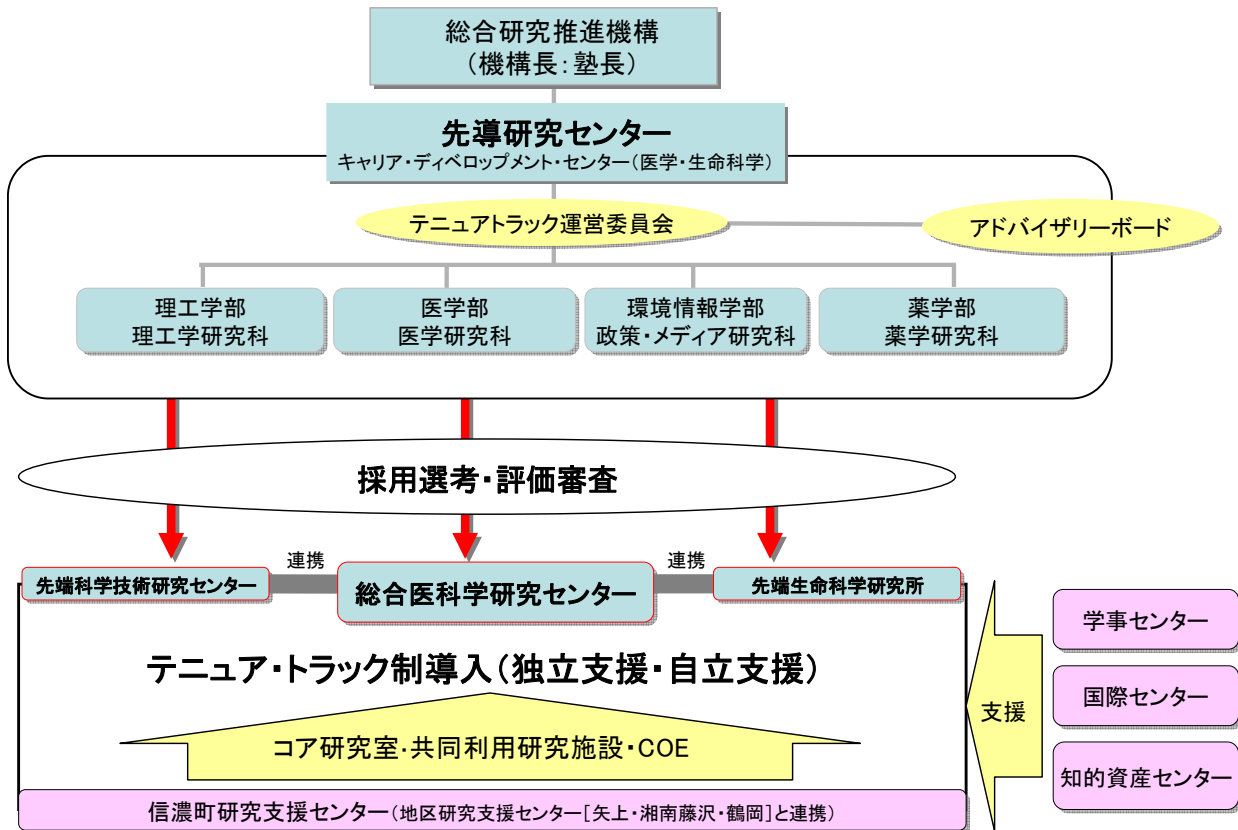 総合研究推進機構
(機構長:塾長)
先導研究センター
キャリア・ディベロップメント・センター(医学・生命科学)
テニュアトラック運営委員会
アドバイザリーボード
理工学部
理工学研究科
医学部
医学研究科
環境情報学部
政策・メディア研究科
薬学部
薬学研究科
採用選考・評価審査
先端科学技術研究センター
連携
総合医科学研究センター
連携
先端生命科学研究所
テニュア・トラック制導入(独立支援・自立支援)
コア研究室・共同利用研究施設・COE
信濃町研究支援センター(地区研究支援センター[矢上・湘南藤沢・鶴岡]と連携)
支援
学事センター
国際センター
知的資産センター